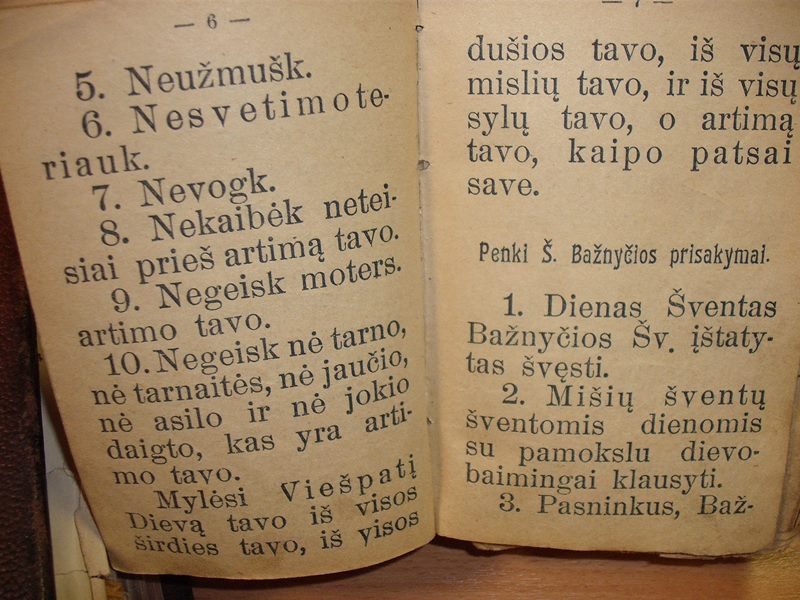 — 6 —
5. Neužmušk.
6. Nesvetimote-
riauk.
7. Nevogk.
8. Nekaibėk netei-
siai prieš artimą tavo.
9. Negeisk moters.
artimo tavo.
10. Negeisk nė tarno,
nė tarnaitės, nė jaučio,
nė asilo ir nė jokio
daigto, kas yra arti-
mo tavo.
Mylėsi Viešpatį
Dievą tavo iš visos
širdies tavo, iš visos
— 7 —
dušios tavo, iš visų
mislių tavo, ir iš visų
sylų tavo, o artimą
tavo, kaipo patsai
save.
Penki Š. Bažnyčios prisakymai.
1. Dienas Šventas
Bažnyčios Šv. įštaty-
tas švęsti.
2. Mišių šventų
šventomis dienomis
su pamokslu dievo-
baimingai klausyti.
3. Pasninkus, Baž-